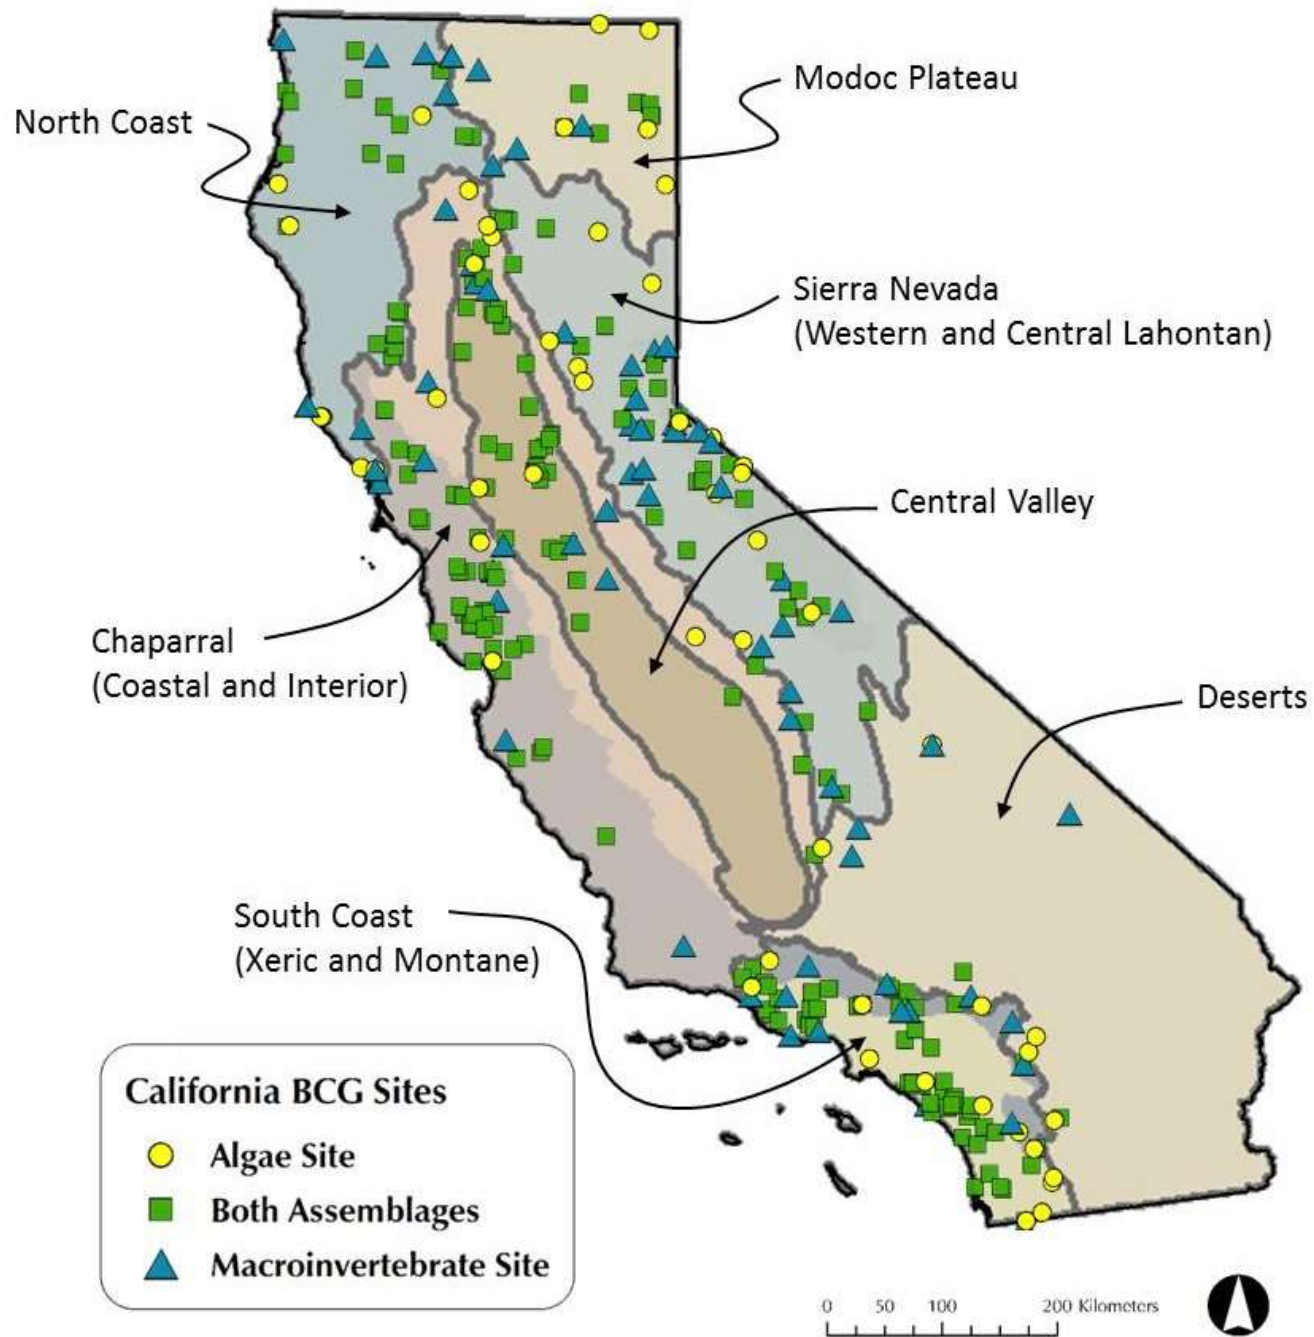 Modoc Plateau
North Coast
Sierra Nevada
(Western and Central Lahontan)
Central Valley
Chaparral
(Coastal and Interior)
Deserts
South Coast
(Xeric and Montane)
California BCG Sites
Algae Site
Both Assemblages
Macroinvertebrate Site
0 50 100 200 Kilometers